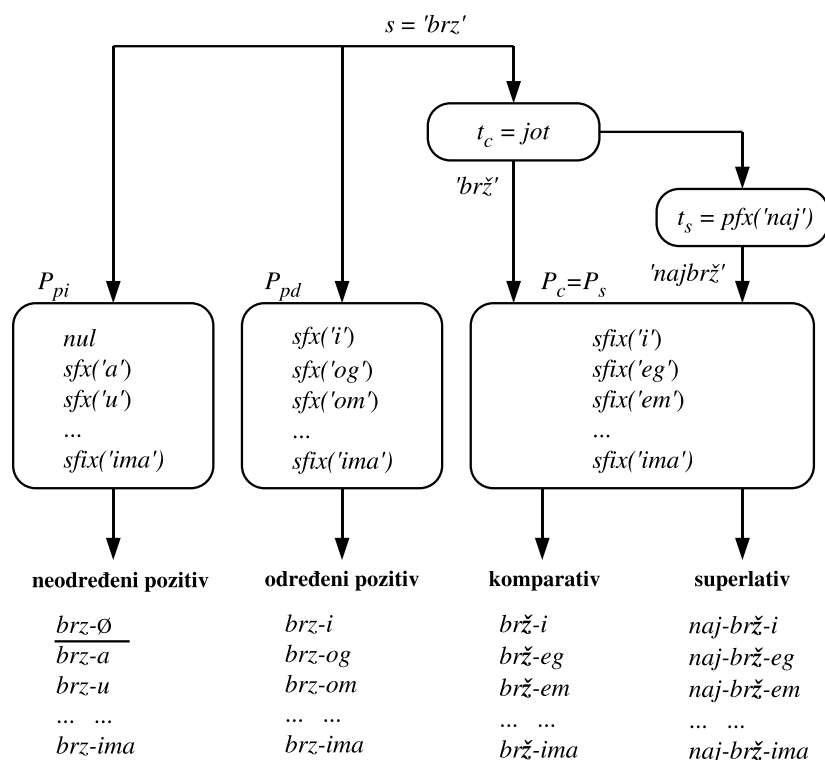 s = 'brz'
t_c = jot
'brž'
t_s = pfx('naj')
'najbrž'
P_pi
P_pd
P_c=P_s
nul
sfx('a')
sfx('u')
...
sfix('ima')
sfx('i')
sfx('og')
sfx('om')
...
sfix('ima')
sfix('i')
sfix('eg')
sfix('em')
...
sfix('ima')
neodređeni pozitiv
brz-Ø
brz-a
brz-u
... ...
brz-ima
određeni pozitiv
brz-i
brz-og
brz-om
... ...
brz-ima
komparativ
brž-i
brž-eg
brž-em
... ...
brž-ima
superlativ
naj-brž-i
naj-brž-eg
naj-brž-em
... ...
naj-brž-ima